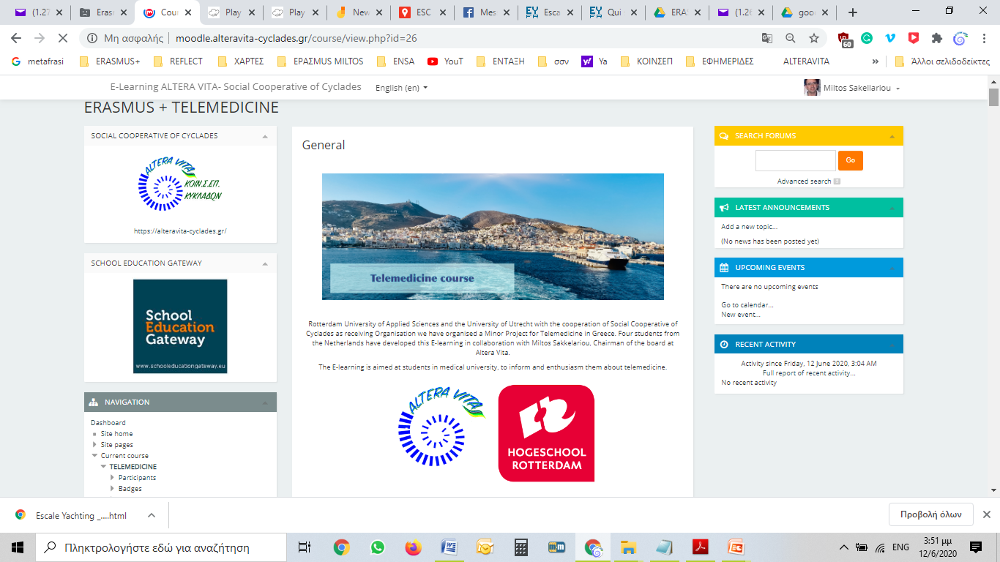 (1.27
Erasm
Cour
Play
Play
New
ESC
Mes
Esca
Qui
ERAS
(1.26
goo
Μη ασφαλής
moodle.alteravita-cyclades.gr/course/view.php?id=26
60
metafrasi
ERASMUS+
REFLECT
ΧΑΡΤΕΣ
ΕΡΑΣΜUS MILTOS
ENSA
YouT
ΕΝΤΑΞΗ
σσν
Ya
ΚΟΙΝΣΕΠ
ΕΦΗΜΕΡΙΔΕΣ
ALTERAVITA
»
Άλλοι σελιδοδείκτες
E-Learning ALTERA VITA- Social Cooperative of Cyclades
English (en)
Miltos Sakellariou
ERASMUS + TELEMEDICINE
SOCIAL COOPERATIVE OF CYCLADES
ALTERA VITA
ΚΟΙΝ.Σ.ΕΠ.
ΚΥΚΛΑΔΩΝ
https://alteravita-cyclades.gr/
SCHOOL EDUCATION GATEWAY
School
Education
Gateway
www.schooleducationgateway.eu
NAVIGATION
Dashboard
Site home
Site pages
Current course
TELEMEDICINE
Participants
Badges
General
Telemedicine course
Rotterdam University of Applied Sciences and the University of Utrecht with the cooperation of Social Cooperative of
Cyclades as receiving Organisation we have organised a Minor Project for Telemedicine in Greece. Four students from
the Netherlands have developed this E-learning in collaboration with Miltos Sakkelariou, Chairman of the board at
Altera Vita.
The E-learning is aimed at students in medical university, to inform and enthusiasm them about telemedicine.
ALTERA VITA
HOGESCHOOL
ROTTERDAM
SEARCH FORUMS
Go
Advanced search
LATEST ANNOUNCEMENTS
Add a new topic...
(No news has been posted yet)
UPCOMING EVENTS
There are no upcoming events
Go to calendar...
New event...
RECENT ACTIVITY
Activity since Friday, 12 June 2020, 3:04 AM
Full report of recent activity...
No recent activity
Escale Yachting _....html
Προβολή όλων
Πληκτρολογήστε εδώ για αναζήτηση
ENG
3:51 μμ
12/6/2020